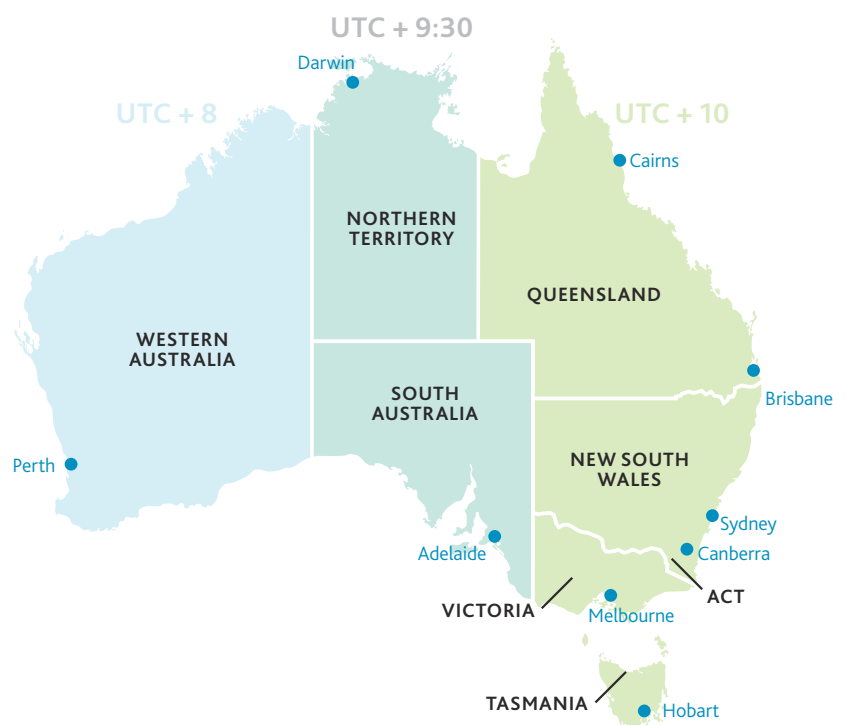 UTC + 9:30
Darwin
UTC + 8
UTC + 10
Cairns
NORTHERN
TERRITORY
QUEENSLAND
WESTERN
AUSTRALIA
SOUTH
AUSTRALIA
Brisbane
Perth
NEW SOUTH
WALES
Sydney
Adelaide
Canberra
VICTORIA
ACT
Melbourne
TASMANIA
Hobart